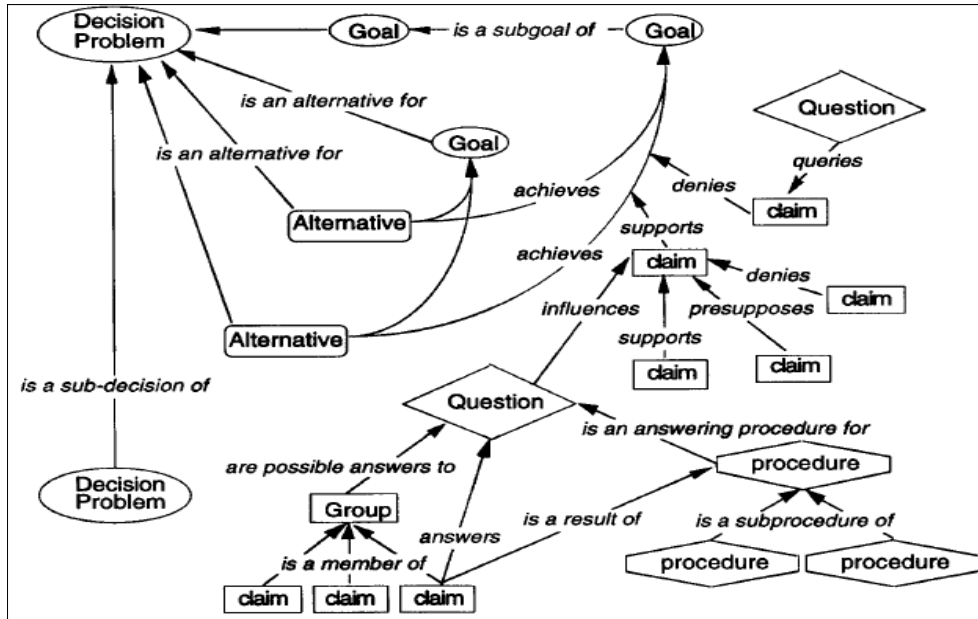 Decision
Problem
Goal
is a subgoal of
Goal
is an alternative for
Question
is an alternative for
Goal
queries
achieves
denies
claim
Alternative
supports
achieves
claim
denies
claim
influences
presupposes
Alternative
supports
claim
claim
is a sub-decision of
Question
is an answering procedure for
are possible answers to
procedure
Decision
Problem
Group
is a result of
is a subprocedure of
answers
is a member of
procedure
procedure
claim
claim
claim